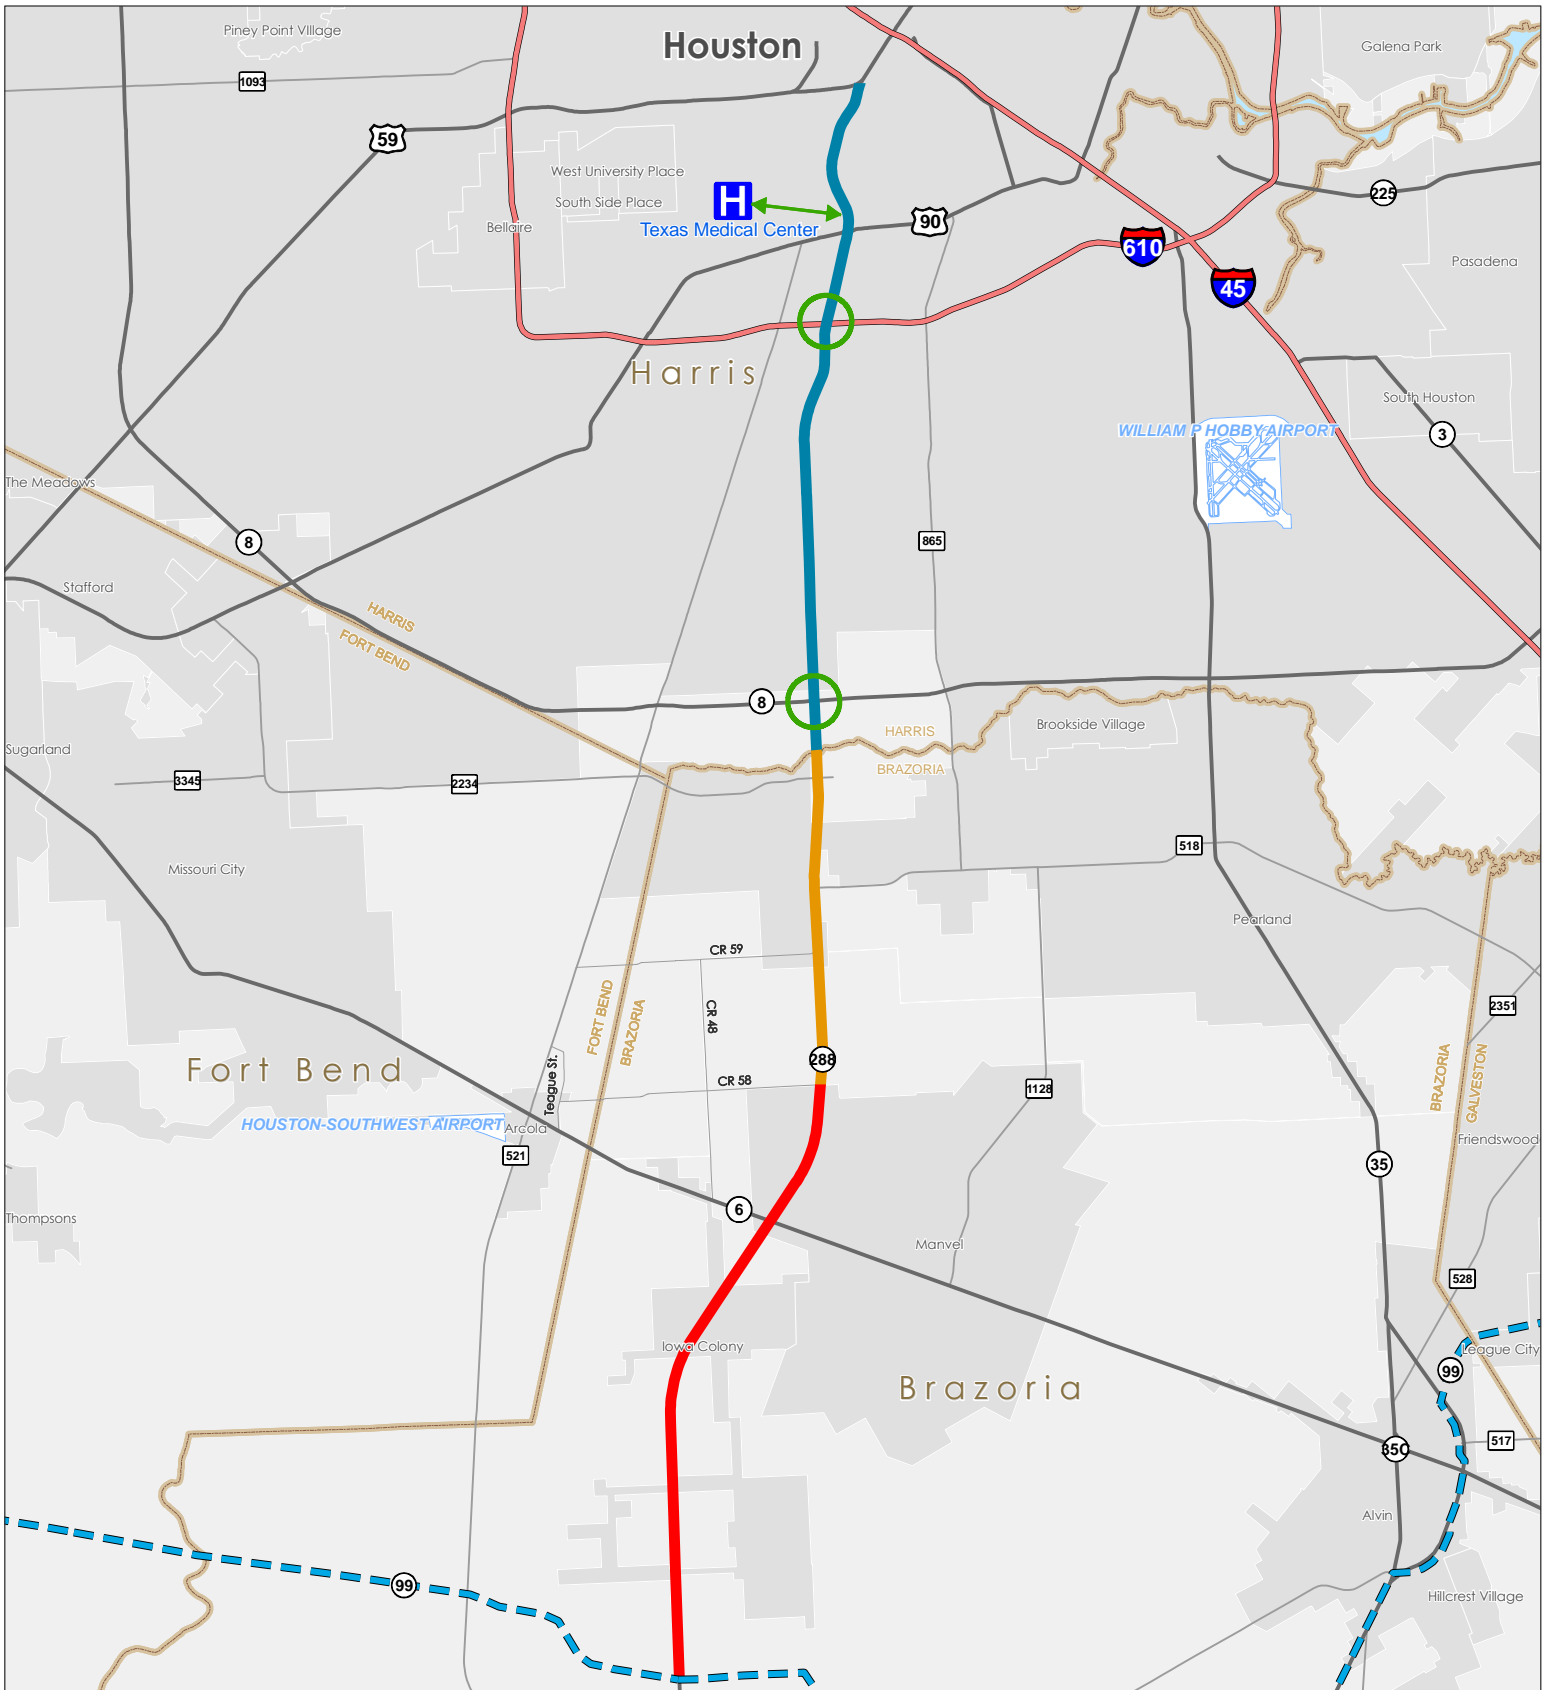 Piney Point VIllage
Houston
Galena Park
1093
59
West University Place
South Side Place
Bellaire
H
Texas Medical Center
90
225
610
45
Pasadena
Harris
South Houston
WILLIAM P HOBBY AIRPORT
3
The Meadows
8
865
Stafford
HARRIS
FORT BEND
8
HARRIS
BRAZORIA
Brookside Village
Sugarland
3345
2234
518
Missouri City
Pearland
CR 59
CR 48
FORT BEND
BRAZORIA
2351
288
Fort Bend
Teague St.
CR 58
1128
BRAZORIA
GALVESTON
HOUSTON-SOUTHWEST AIRPORT
Arcola
521
Friendswood
35
Thompsons
6
Manvel
528
Iowa Colony
League City
99
Brazoria
35C
517
Alvin
99
Hillcrest Village